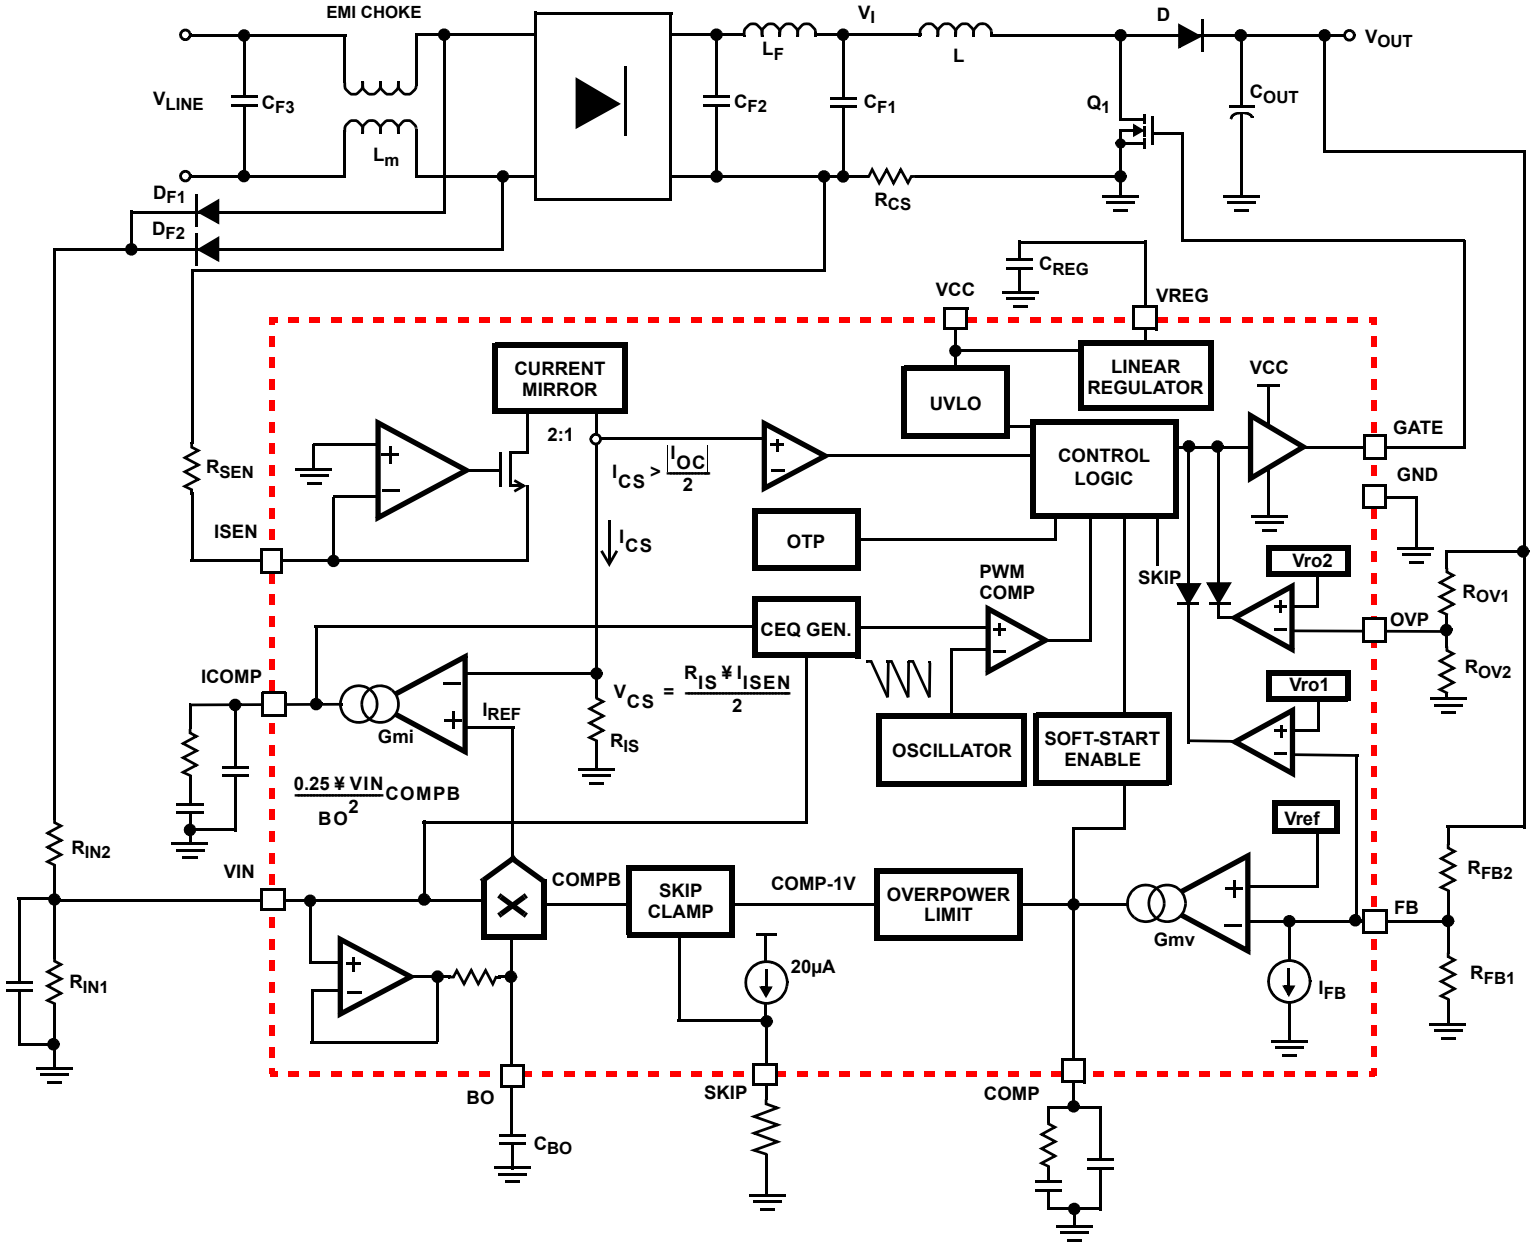 EMI CHOKE
VI
D
VOUT
LF
L
VLINE
CF3
CF2
CF1
Q1
COUT
Lm
RCS
DF1
DF2
CREG
VCC
VREG
CURRENT
MIRROR
LINEAR
REGULATOR
VCC
UVLO
2:1
GATE
RSEN
ICS > |IOC|
2
CONTROL
LOGIC
GND
ISEN
ICS
OTP
SKIP
Vro2
PWM
COMP
ROV1
OVP
CEQ GEN.
ROV2
ICOMP
VCS = RIS ¥ IISEN
2
Vro1
IREF
Gmi
RIS
OSCILLATOR
SOFT-START
ENABLE
0.25 ¥ VIN COMPB
BO2
Vref
RIN2
VIN
COMPB
SKIP
CLAMP
COMP-1V
OVERPOWER
LIMIT
RFB2
FB
Gmv
20µA
RIN1
IFB
RFB1
BO
SKIP
COMP
CBO